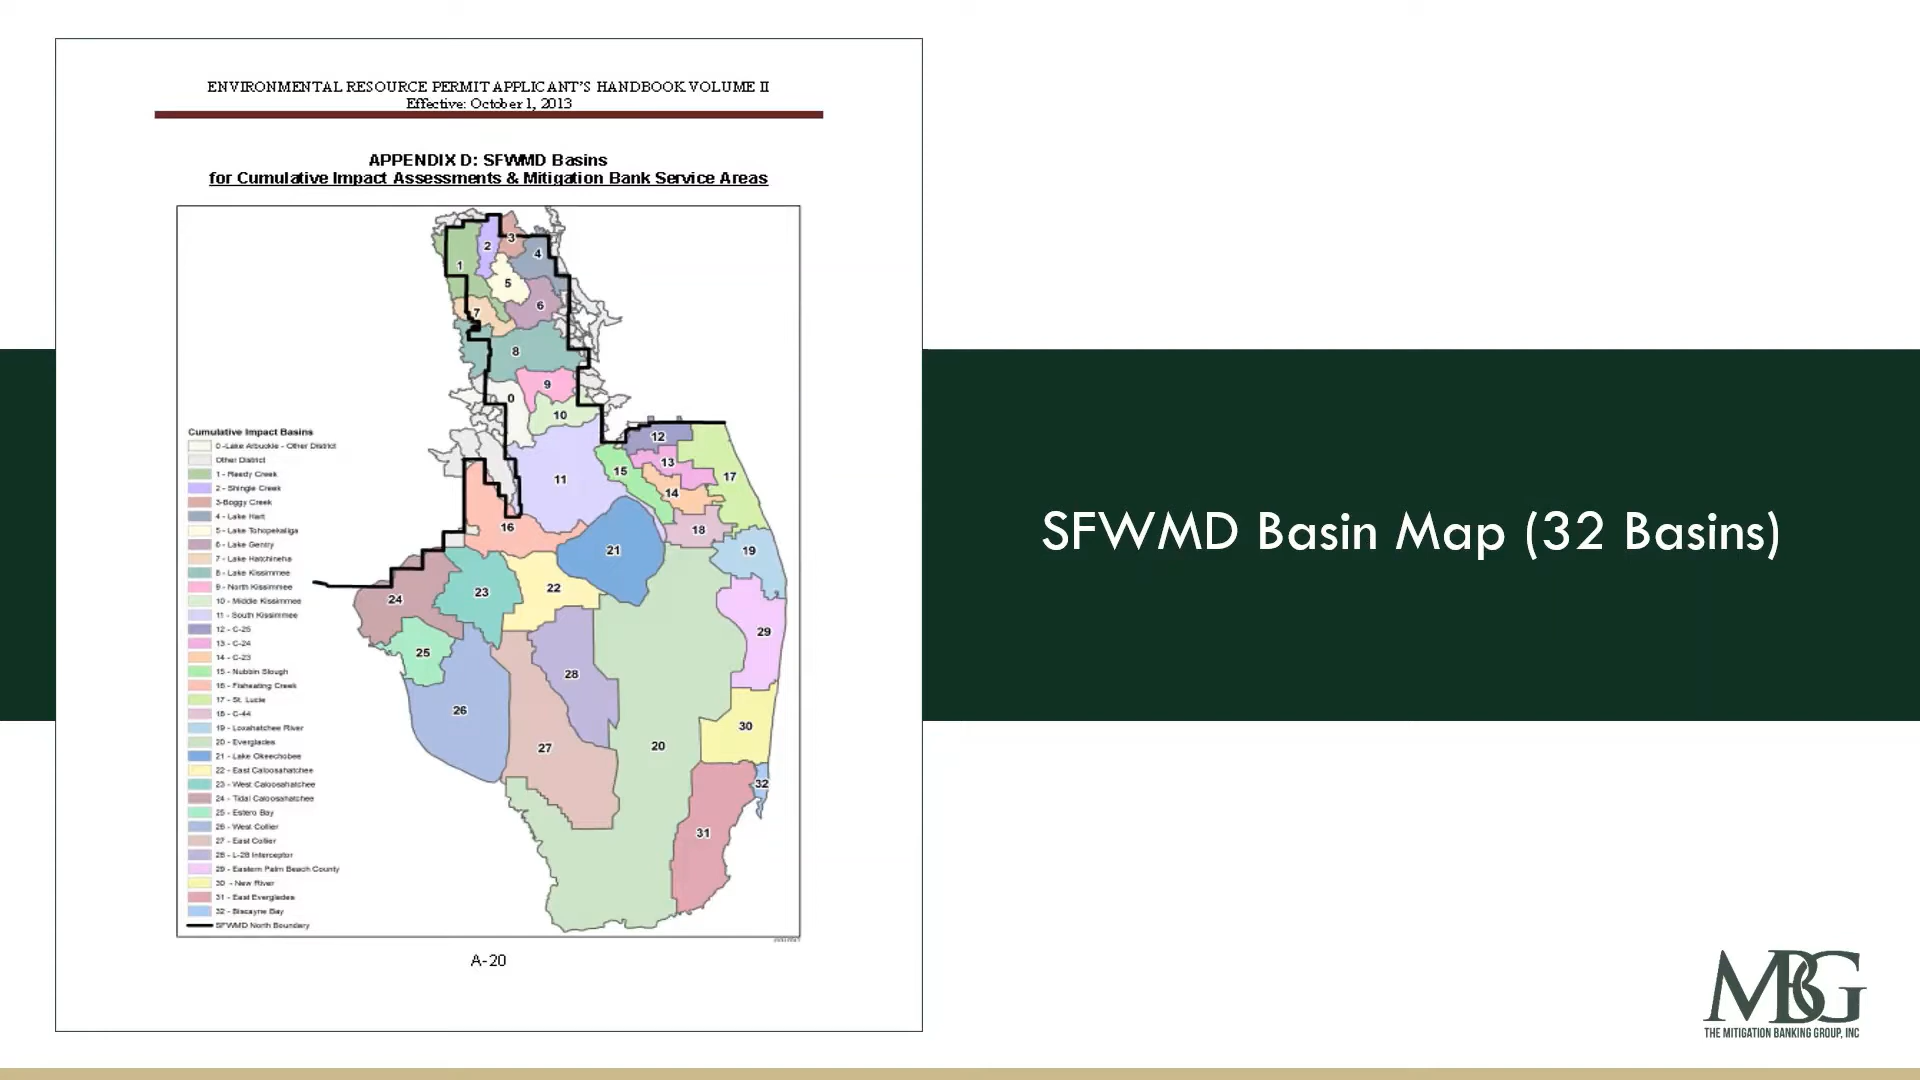 ENVIRONMENTAL RESOURCE PERMIT APPLICANT'S HANDBOOK VOLUME II
Effective: October 1, 2013
APPENDIX D: SFWMD Basins
for Cumulative Impact Assessments & Mitigation Bank Service Areas
1
2
3
4
5
6
7
8
9
0
10
12
13
15
11
17
14
16
18
21
19
22
23
24
29
25
28
26
30
27
20
32
31
Cumulative Impact Basins
0 -Lake Arbuckle - Other District
Other District
1 - Reedy Creek
2 - Shingle Creek
3-Boggy Creek
4 - Lake Hart
5 - Lake Tohopekaliga
6 - Lake Gentry
7 - Lake Hatchineha
8 - Lake Kissimmee
9 - North Kissimmee
10 - Middle Kissimmee
11 - South Kissimmee
12 - C-25
13 - C-24
14 - C-23
15 - Nubbin Slough
16 - Fisheating Creek
17 - St. Lucie
18 - C-44
19 - Loxahatchee River
20 - Everglades
21 - Lake Okeechobee
22 - East Caloosahatchee
23 - West Caloosahatchee
24 - Tidal Caloosahatchee
25 - Estero Bay
26 - West Collier
27 - East Collier
28 - L-28 Interceptor
29 - Eastern Palm Beach County
30 - New River
31 - East Everglades
32 - Biscayne Bay
SFWMD North Boundary
A-20
SFWMD Basin Map (32 Basins)
MBG
THE MITIGATION BANKING GROUP, INC